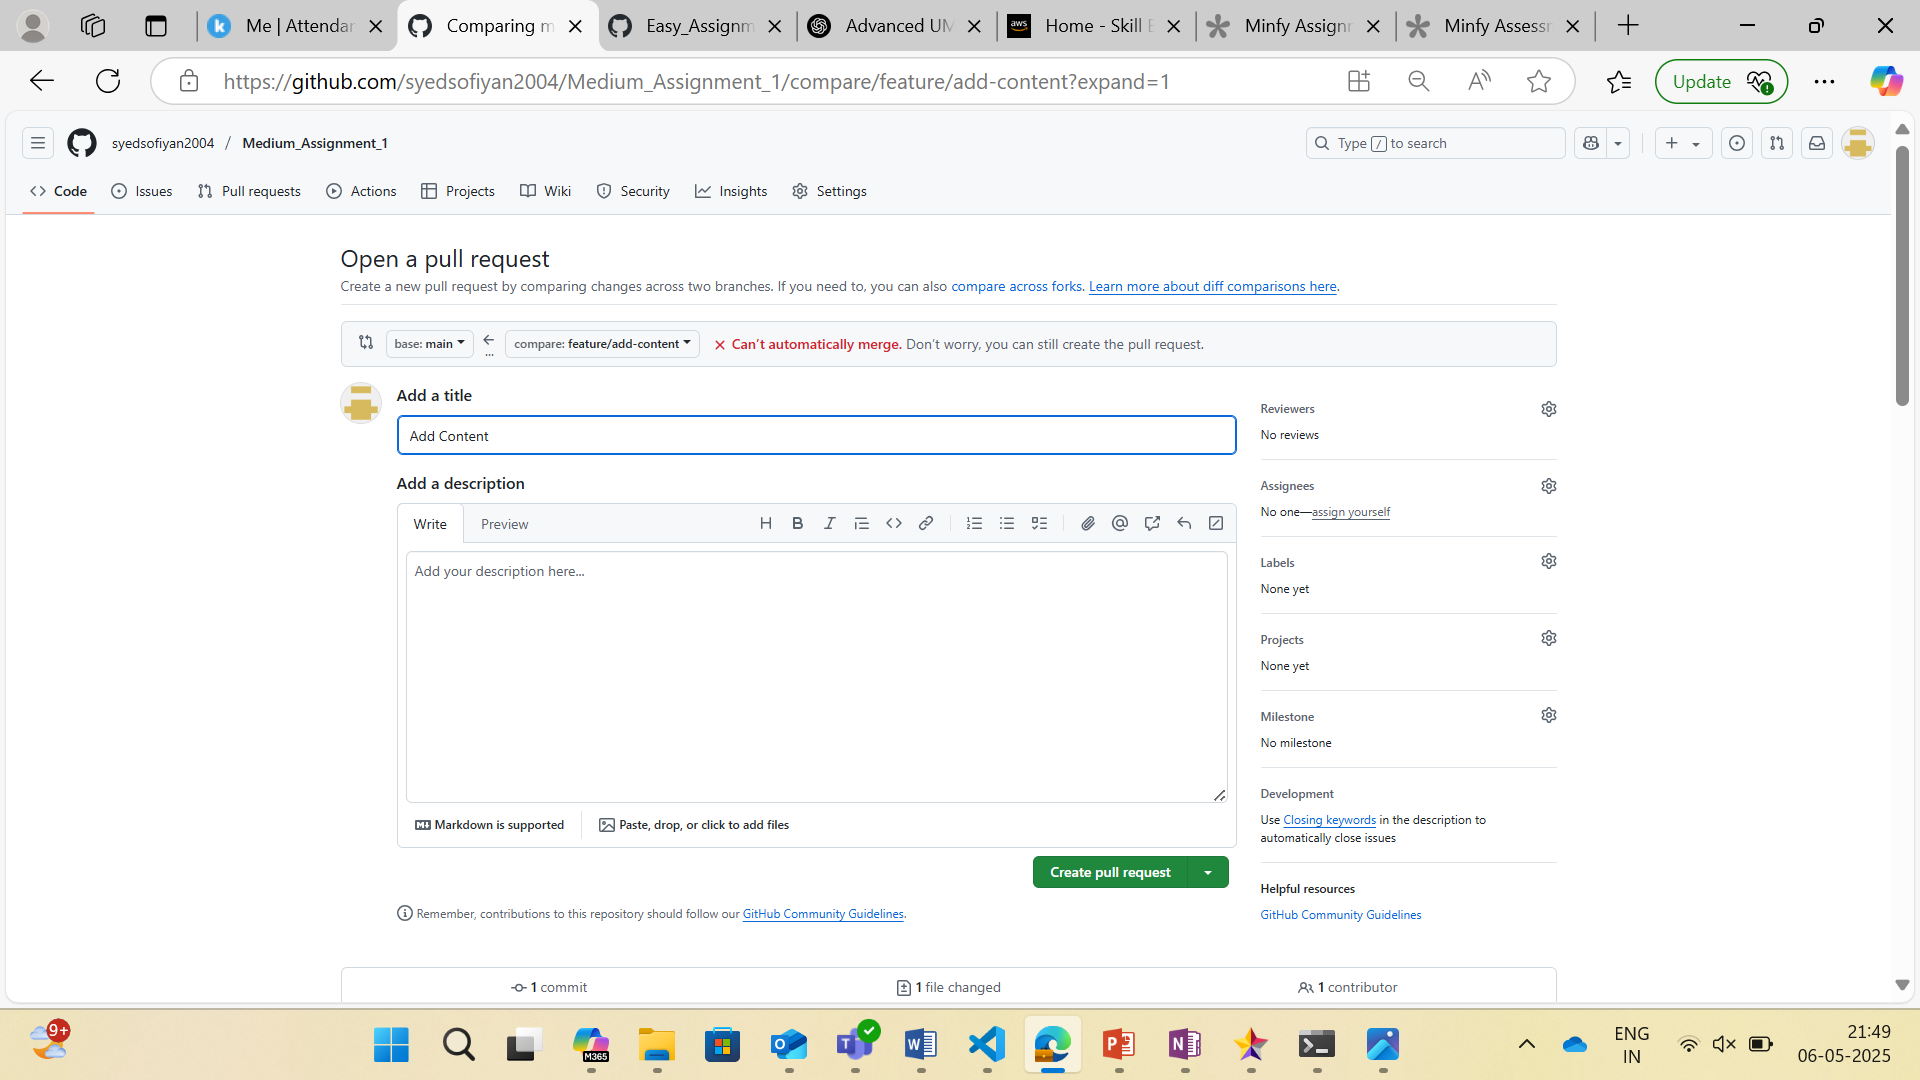 Me | Attendar
Comparing m
Easy_Assignm
Advanced UM
aws
Home - Skill B
Minfy Assignm
Minfy Assessm
https://github.com/syedsofiyan2004/Medium_Assignment_1/compare/feature/add-content?expand=1
Update
syedsofiyan2004 / Medium_Assignment_1
Type / to search
Code
Issues
Pull requests
Actions
Projects
Wiki
Security
Insights
Settings
Open a pull request
Create a new pull request by comparing changes across two branches. If you need to, you can also compare across forks. Learn more about diff comparisons here.
base: main
...
compare: feature/add-content
Can't automatically merge. Don't worry, you can still create the pull request.
Add a title
Add Content
Add a description
Write
Preview
Add your description here...
Markdown is supported
Paste, drop, or click to add files
Create pull request
Remember, contributions to this repository should follow our GitHub Community Guidelines.
Reviewers
No reviews
Assignees
No one—assign yourself
Labels
None yet
Projects
None yet
Milestone
No milestone
Development
Use Closing keywords in the description to
automatically close issues
Helpful resources
GitHub Community Guidelines
1 commit
1 file changed
1 contributor
9+
M365
ENG
IN
21:49
06-05-2025